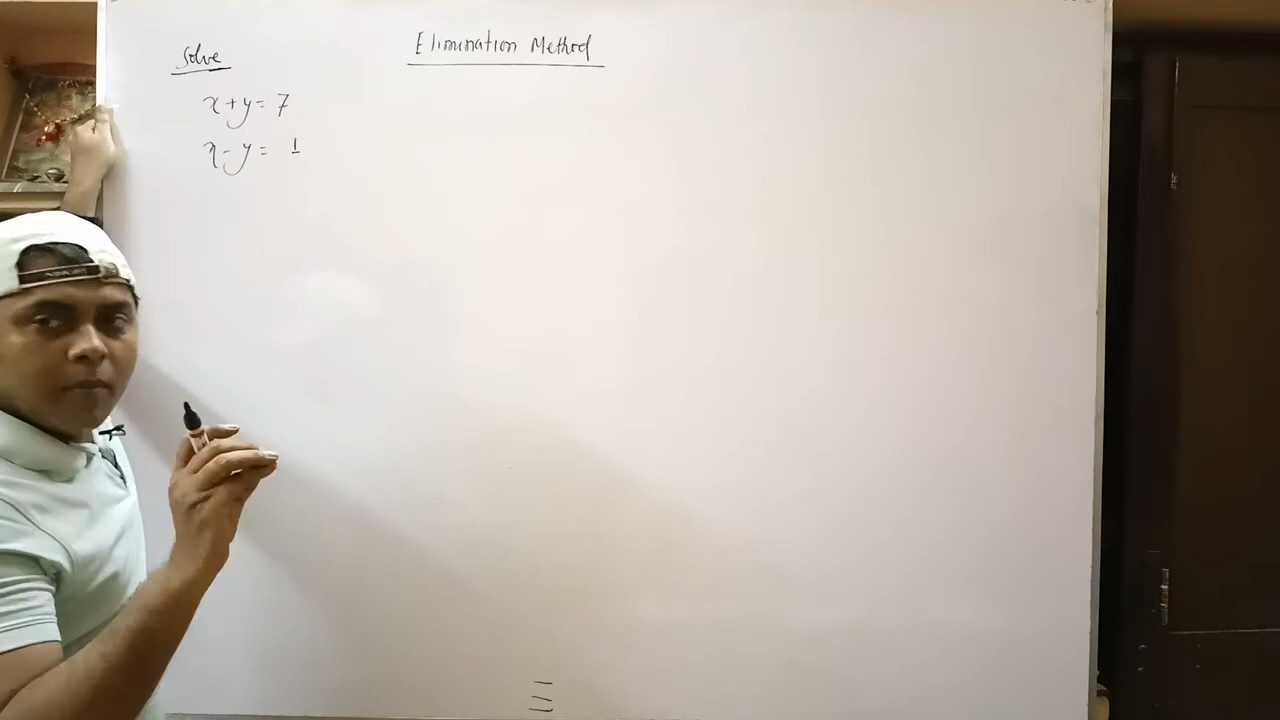 Elimination Method
Solve
x+y= 7
x-y= 1